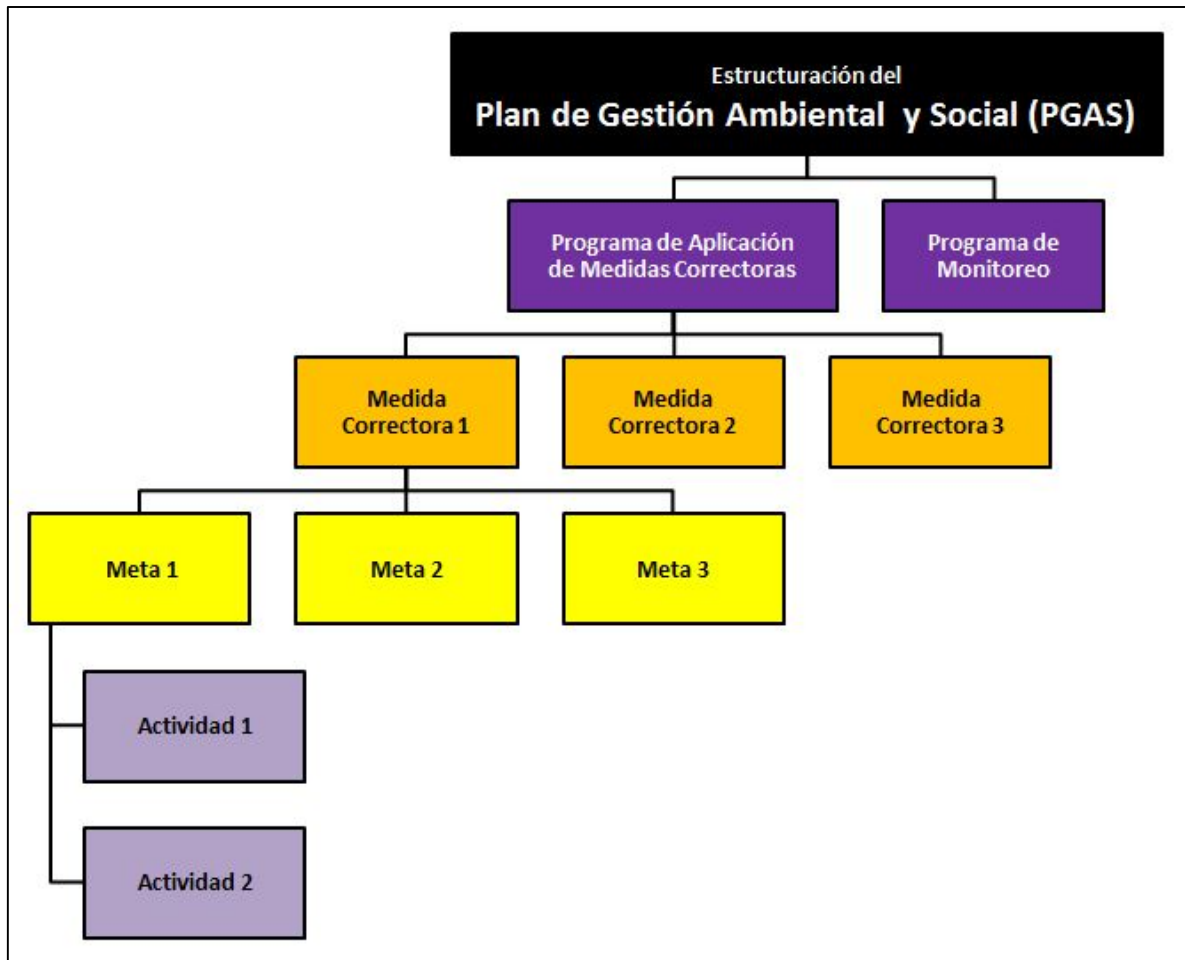 Estructuración del
Plan de Gestión Ambiental y Social (PGAS)
Programa de Aplicación
de Medidas Correctoras
Programa de
Monitoreo
Medida
Correctora 1
Medida
Correctora 2
Medida
Correctora 3
Meta 1
Meta 2
Meta 3
Actividad 1
Actividad 2